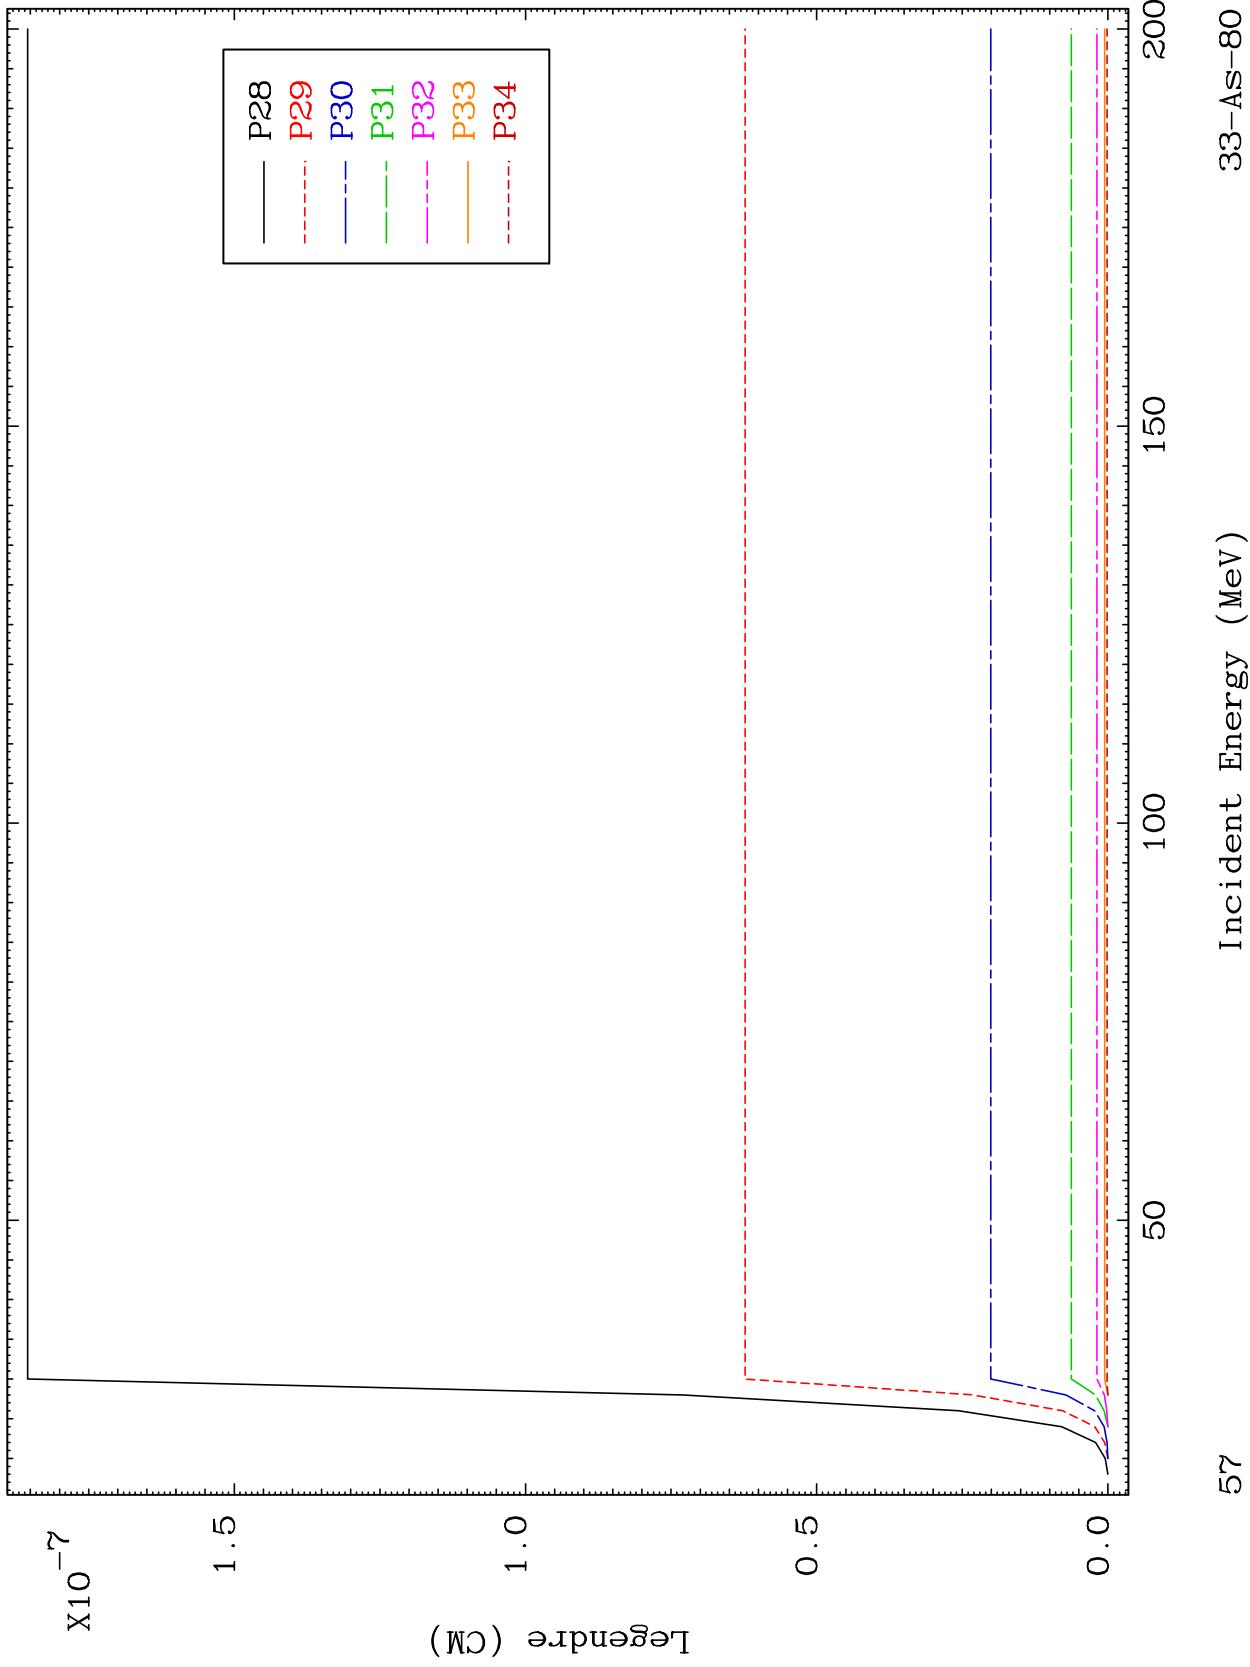 X10-7
1.5
1.0
0.5
0.0
Legendre (CM)
P28
P29
P30
P31
P32
P33
P34
50
100
150
200
Incident Energy (MeV)
57
33-As-80